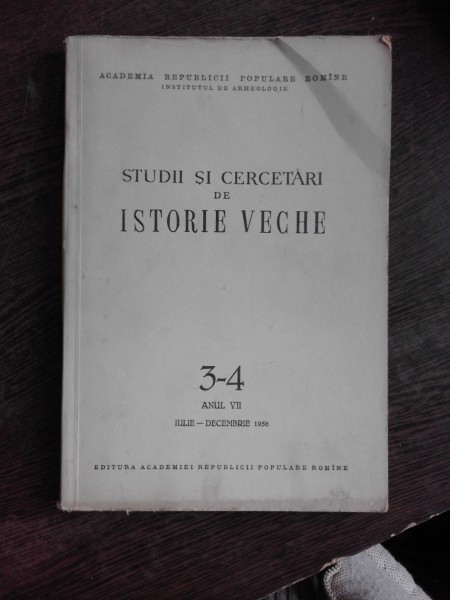 ACADEMIA REPUBLICII POPULARE ROMÎNE
INSTITUTUL DE ARHEOLOGIE
STUDII ȘI CERCETĂRI
DE
ISTORIE VECHE
3-4
ANUL VII
IULIE — DECEMBRIE 1956
EDITURA ACADEMIEI REPUBLICII POPULARE ROMÎNE